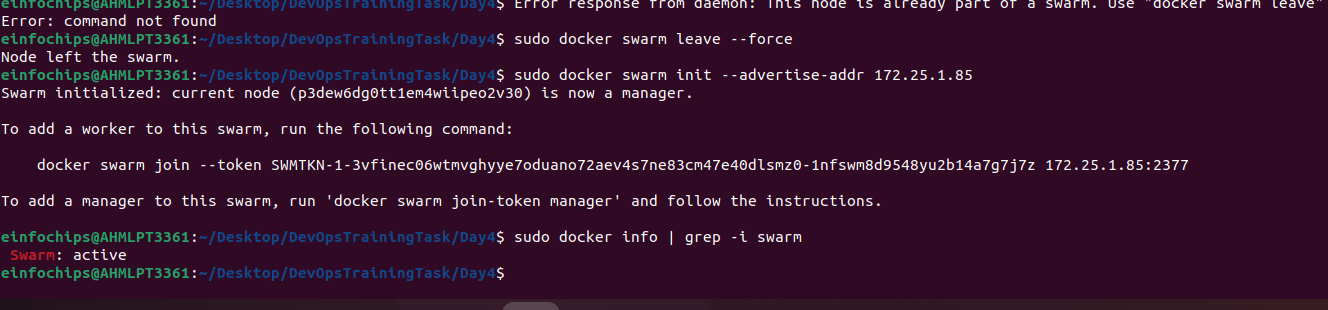 einfochips@AHMLPT3361:~/Desktop/DevOpsTrainingTask/Day4$ Error response from daemon: This node is already part of a swarm. Use "docker swarm leave"
Error: command not found
einfochips@AHMLPT3361:~/Desktop/DevOpsTrainingTask/Day4$ sudo docker swarm leave --force
Node left the swarm.
einfochips@AHMLPT3361:~/Desktop/DevOpsTrainingTask/Day4$ sudo docker swarm init --advertise-addr 172.25.1.85
Swarm initialized: current node (p3dew6dg0tt1em4wiipeo2v30) is now a manager.
To add a worker to this swarm, run the following command:
docker swarm join --token SWMTKN-1-3vfinec06wtmvghyye7oduano72aev4s7ne83cm47e40dlsmz0-1nfswm8d9548yu2b14a7g7j7z 172.25.1.85:2377
To add a manager to this swarm, run 'docker swarm join-token manager' and follow the instructions.
einfochips@AHMLPT3361:~/Desktop/DevOpsTrainingTask/Day4$ sudo docker info | grep -i swarm
Swarm: active
einfochips@AHMLPT3361:~/Desktop/DevOpsTrainingTask/Day4$